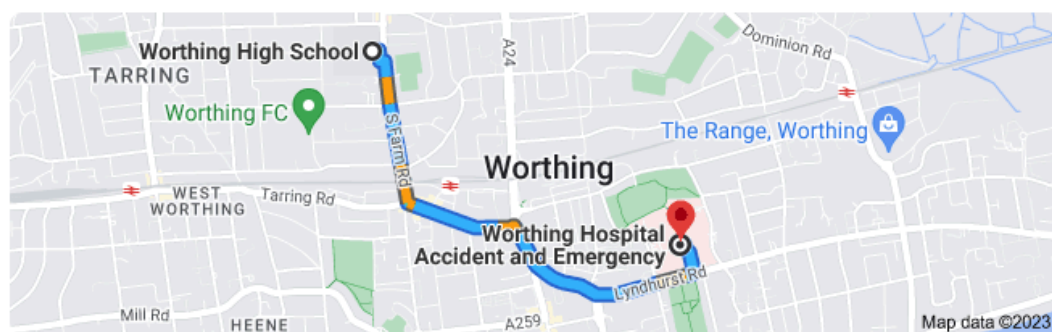 Worthing High School
TARRING
A24
Dominion Rd
Worthing FC
S Farm Rd
The Range, Worthing
Worthing
WEST
WORTHING
Tarring Rd
Worthing Hospital
Accident and Emergency
Lyndhurst Rd
Mill Rd
HEENE
A259
Map data ©2023